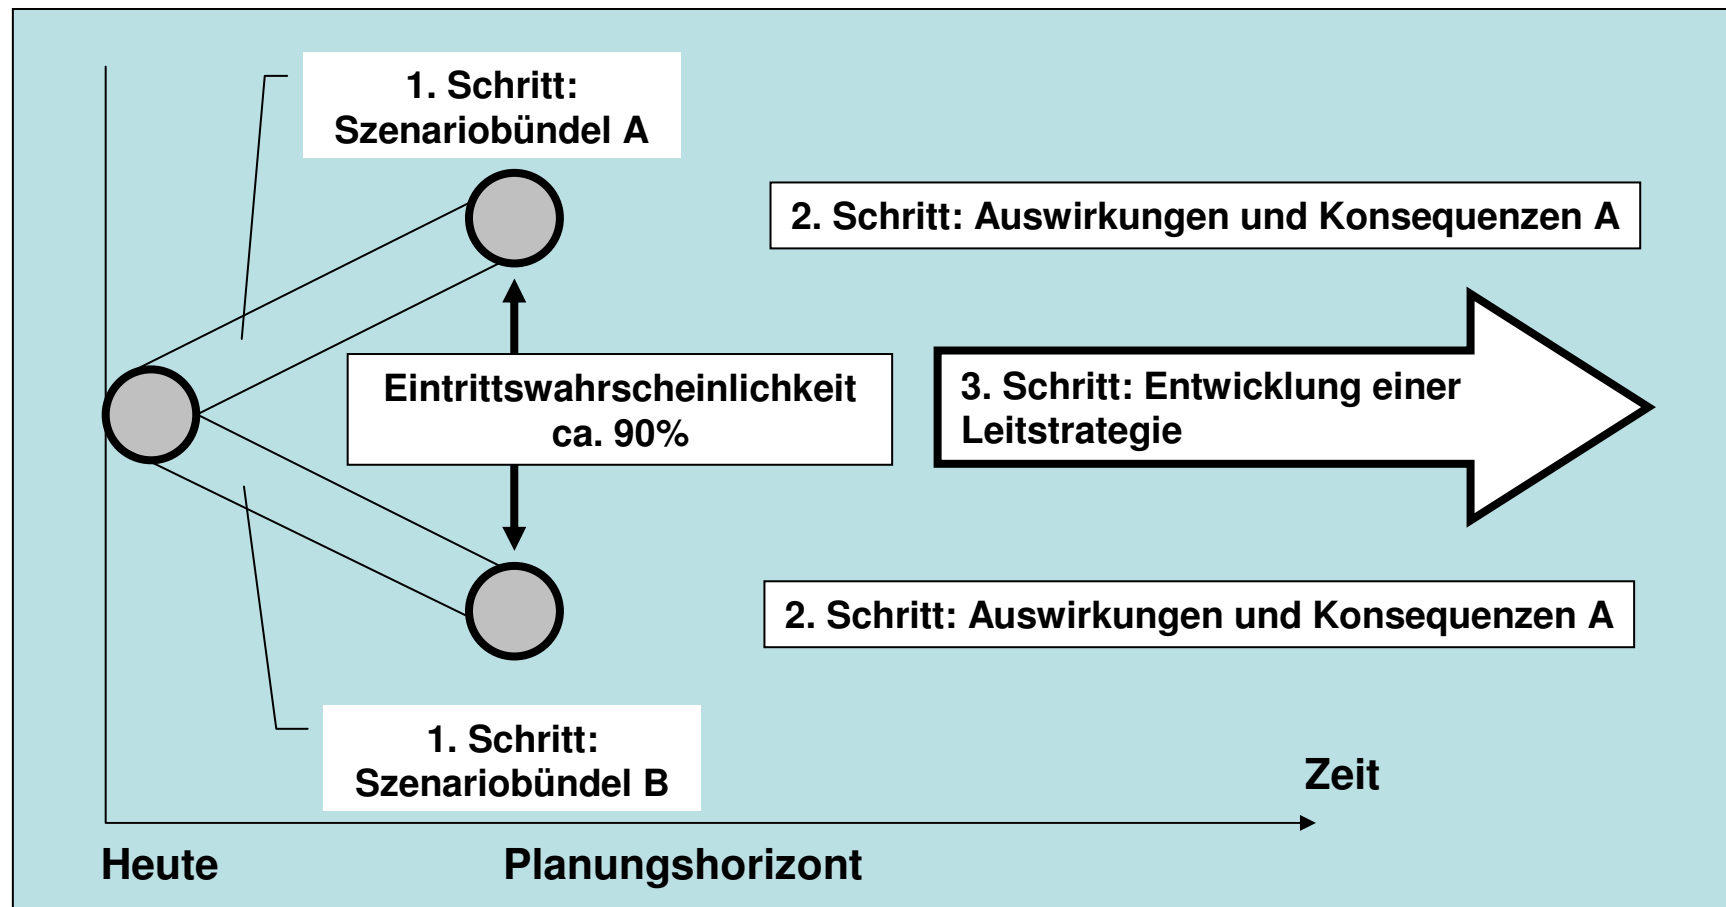 1. Schritt:
Szenariobündel A
2. Schritt: Auswirkungen und Konsequenzen A
Eintrittswahrscheinlichkeit
ca. 90%
3. Schritt: Entwicklung einer
Leitstrategie
2. Schritt: Auswirkungen und Konsequenzen A
1. Schritt:
Szenariobündel B
Zeit
Heute
Planungshorizont